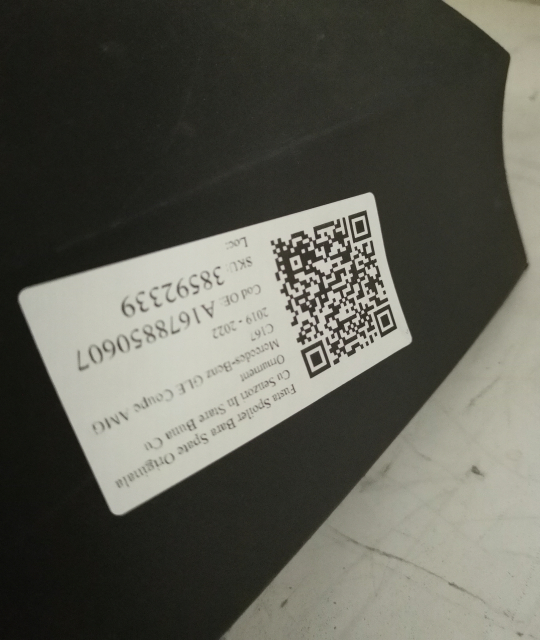 Fusta Spoiler Bara Spate Originala
Cu Senzori In Stare Buna Cu
Ornament
Mercedes-Benz GLE Coupe AMG
C167
2019 - 2022
Cod OE: A1678850607
SKU: 38592339
Loc: